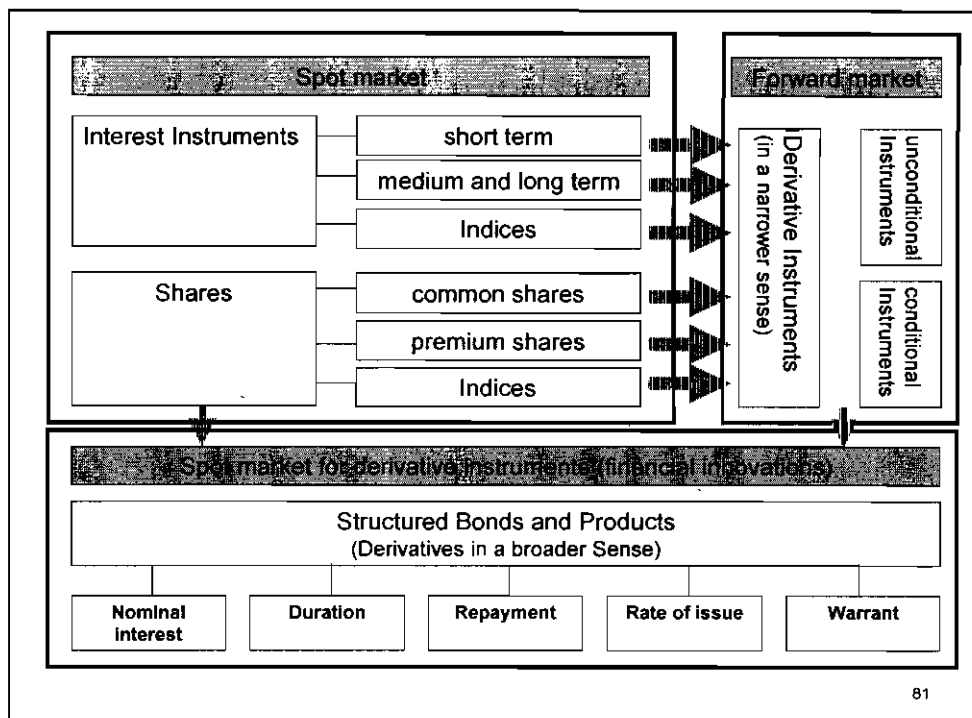 Spot market
Forward market
Interest Instruments
short term
medium and long term
Indices
Shares
common shares
premium shares
Indices
Derivative Instruments
(in a narrower sense)
unconditional
Instruments
conditional
Instruments
Spot market for derivative instruments (financial innovations)
Structured Bonds and Products
(Derivatives in a broader Sense)
Nominal
interest
Duration
Repayment
Rate of issue
Warrant
81